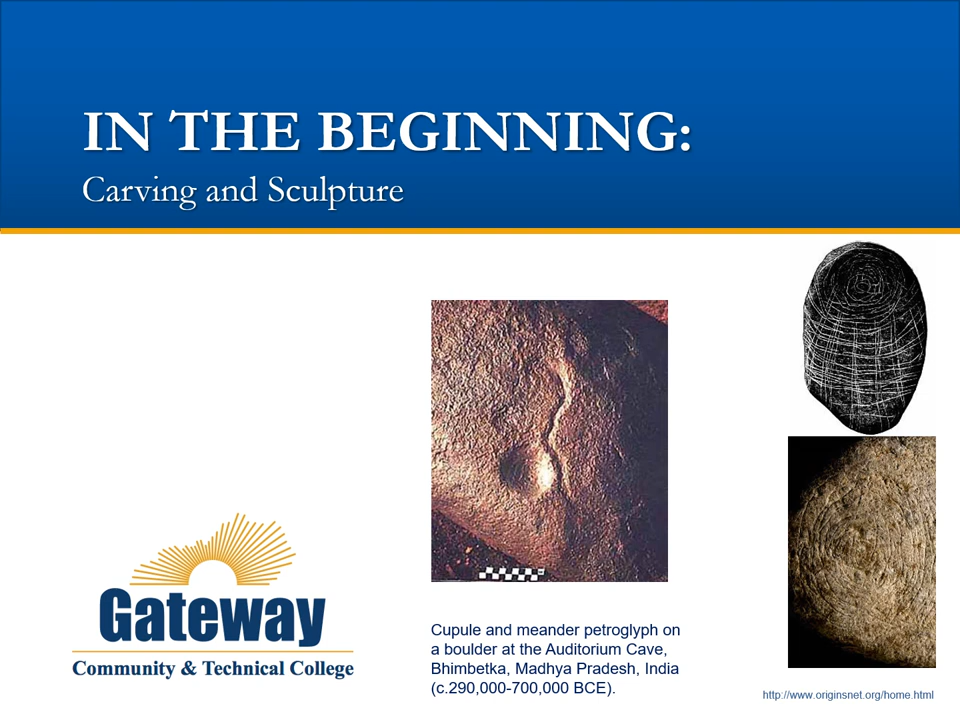 IN THE BEGINNING:
Carving and Sculpture
Gateway
Community & Technical College
Cupule and meander petroglyph on
a boulder at the Auditorium Cave,
Bhimbetka, Madhya Pradesh, India
(c.290,000-700,000 BCE).
http://www.originsnet.org/home.html